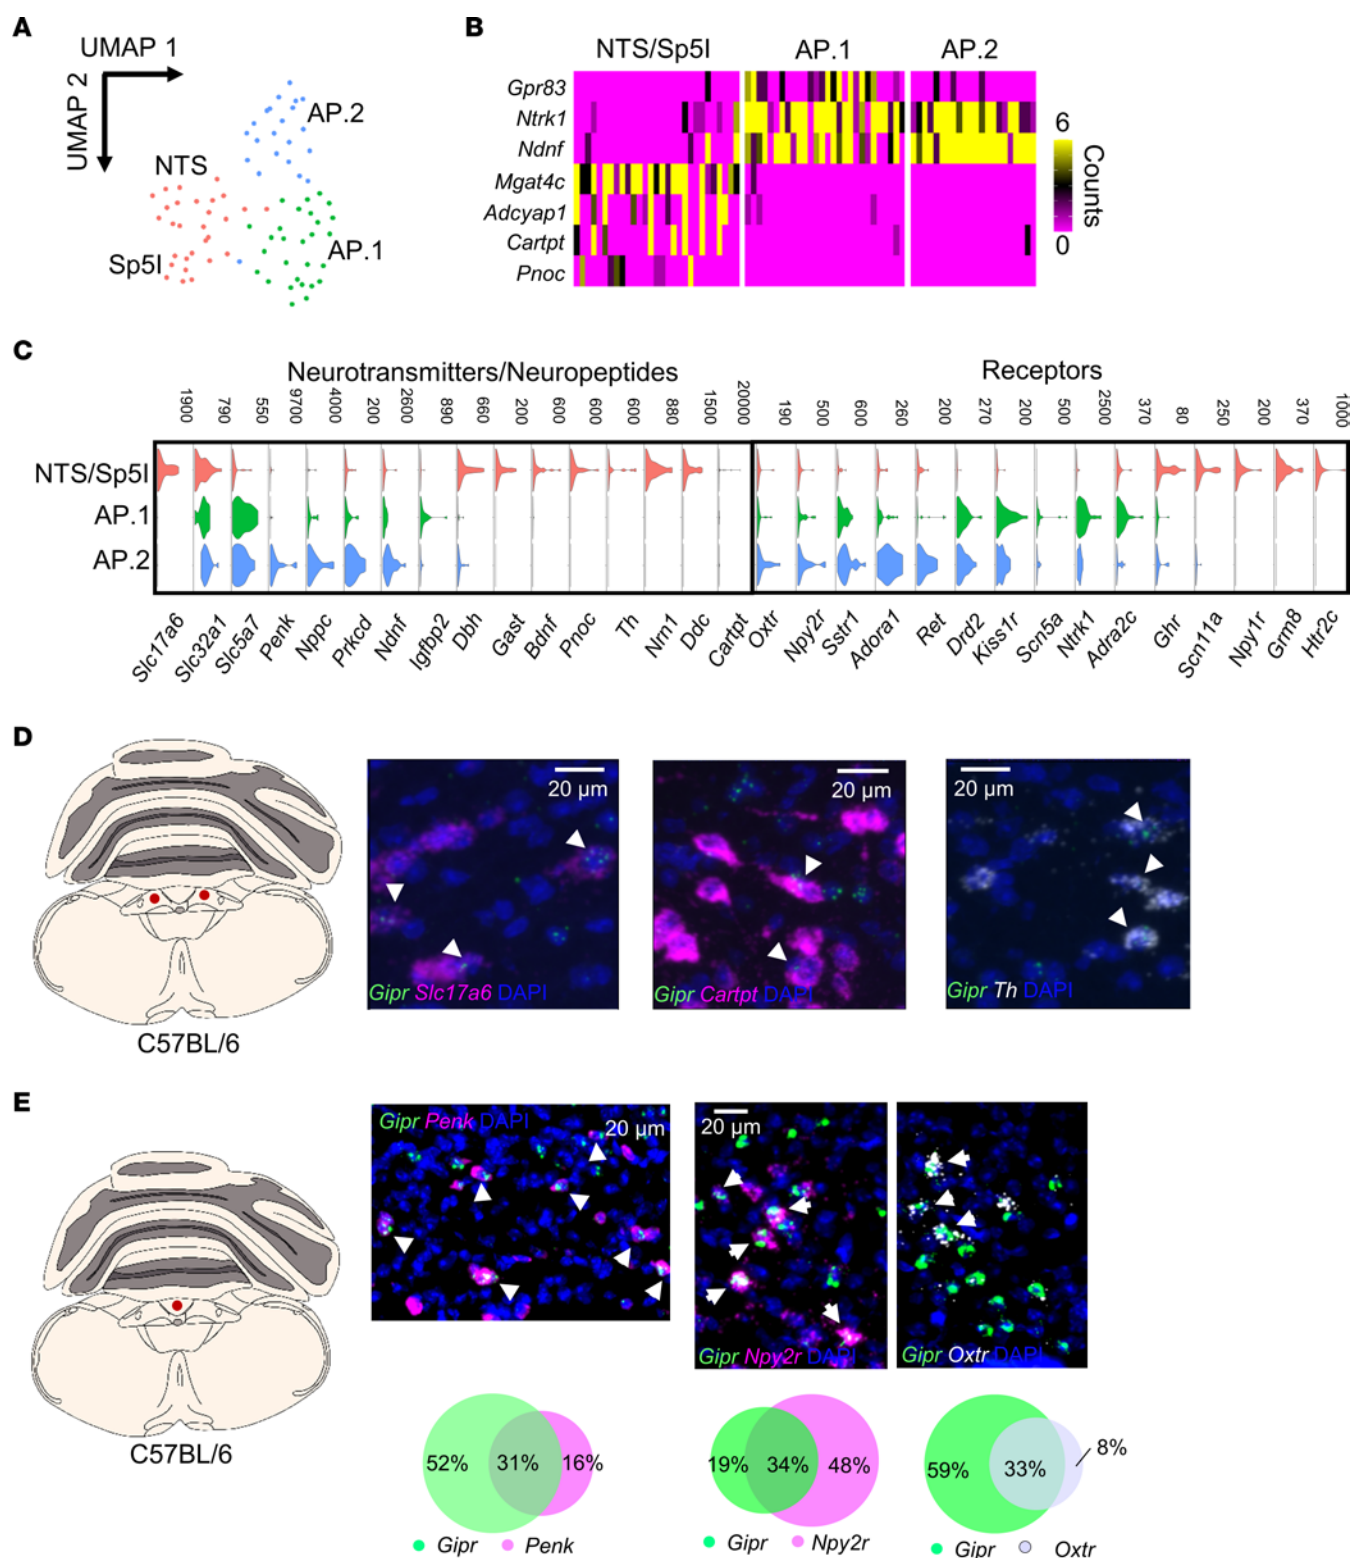 A
UMAP 1
UMAP 2
AP.2
NTS
AP.1
Sp5I
B
NTS/Sp5I AP.1 AP.2
Gpr83
Ntrk1
Ndnf
Mgat4c
Adcyap1
Cartpt
Pnoc
6
Counts
0
C
Neurotransmitters/Neuropeptides Receptors
1900 790 550 9700 4000 200 2600 890 6600 200 600 600 600 880 15000 20000 190 500 600 260 200 270 200 500 2500 370 80 250 200 370 1000
NTS/Sp5I
AP.1
AP.2
Slc17a6 Slc32a1 Slc5a7 Penk Nppc Prkcd Ndnf Igfbp2 Dbh Gast Bdnf Pnoc Th Nrn1 Ddc Cartpt Oxtr Npy2r Sstr1 Adora1 Ret Drd2 Kiss1r Scn5a Ntrk1 Adra2c Ghr Scn11a Npy1r Grm8 Htr2c
D
20 µm 20 µm 20 µm
Gipr Slc17a6 DAPI Gipr Cartpt DAPI Gipr Th DAPI
C57BL/6
E
Gipr Penk DAPI
20 µm 20 µm
Gipr Npy2r DAPI Gipr Oxtr DAPI
C57BL/6
52% 31% 16% 19% 34% 48% 59% 33% 8%
Gipr Penk Gipr Npy2r Gipr Oxtr